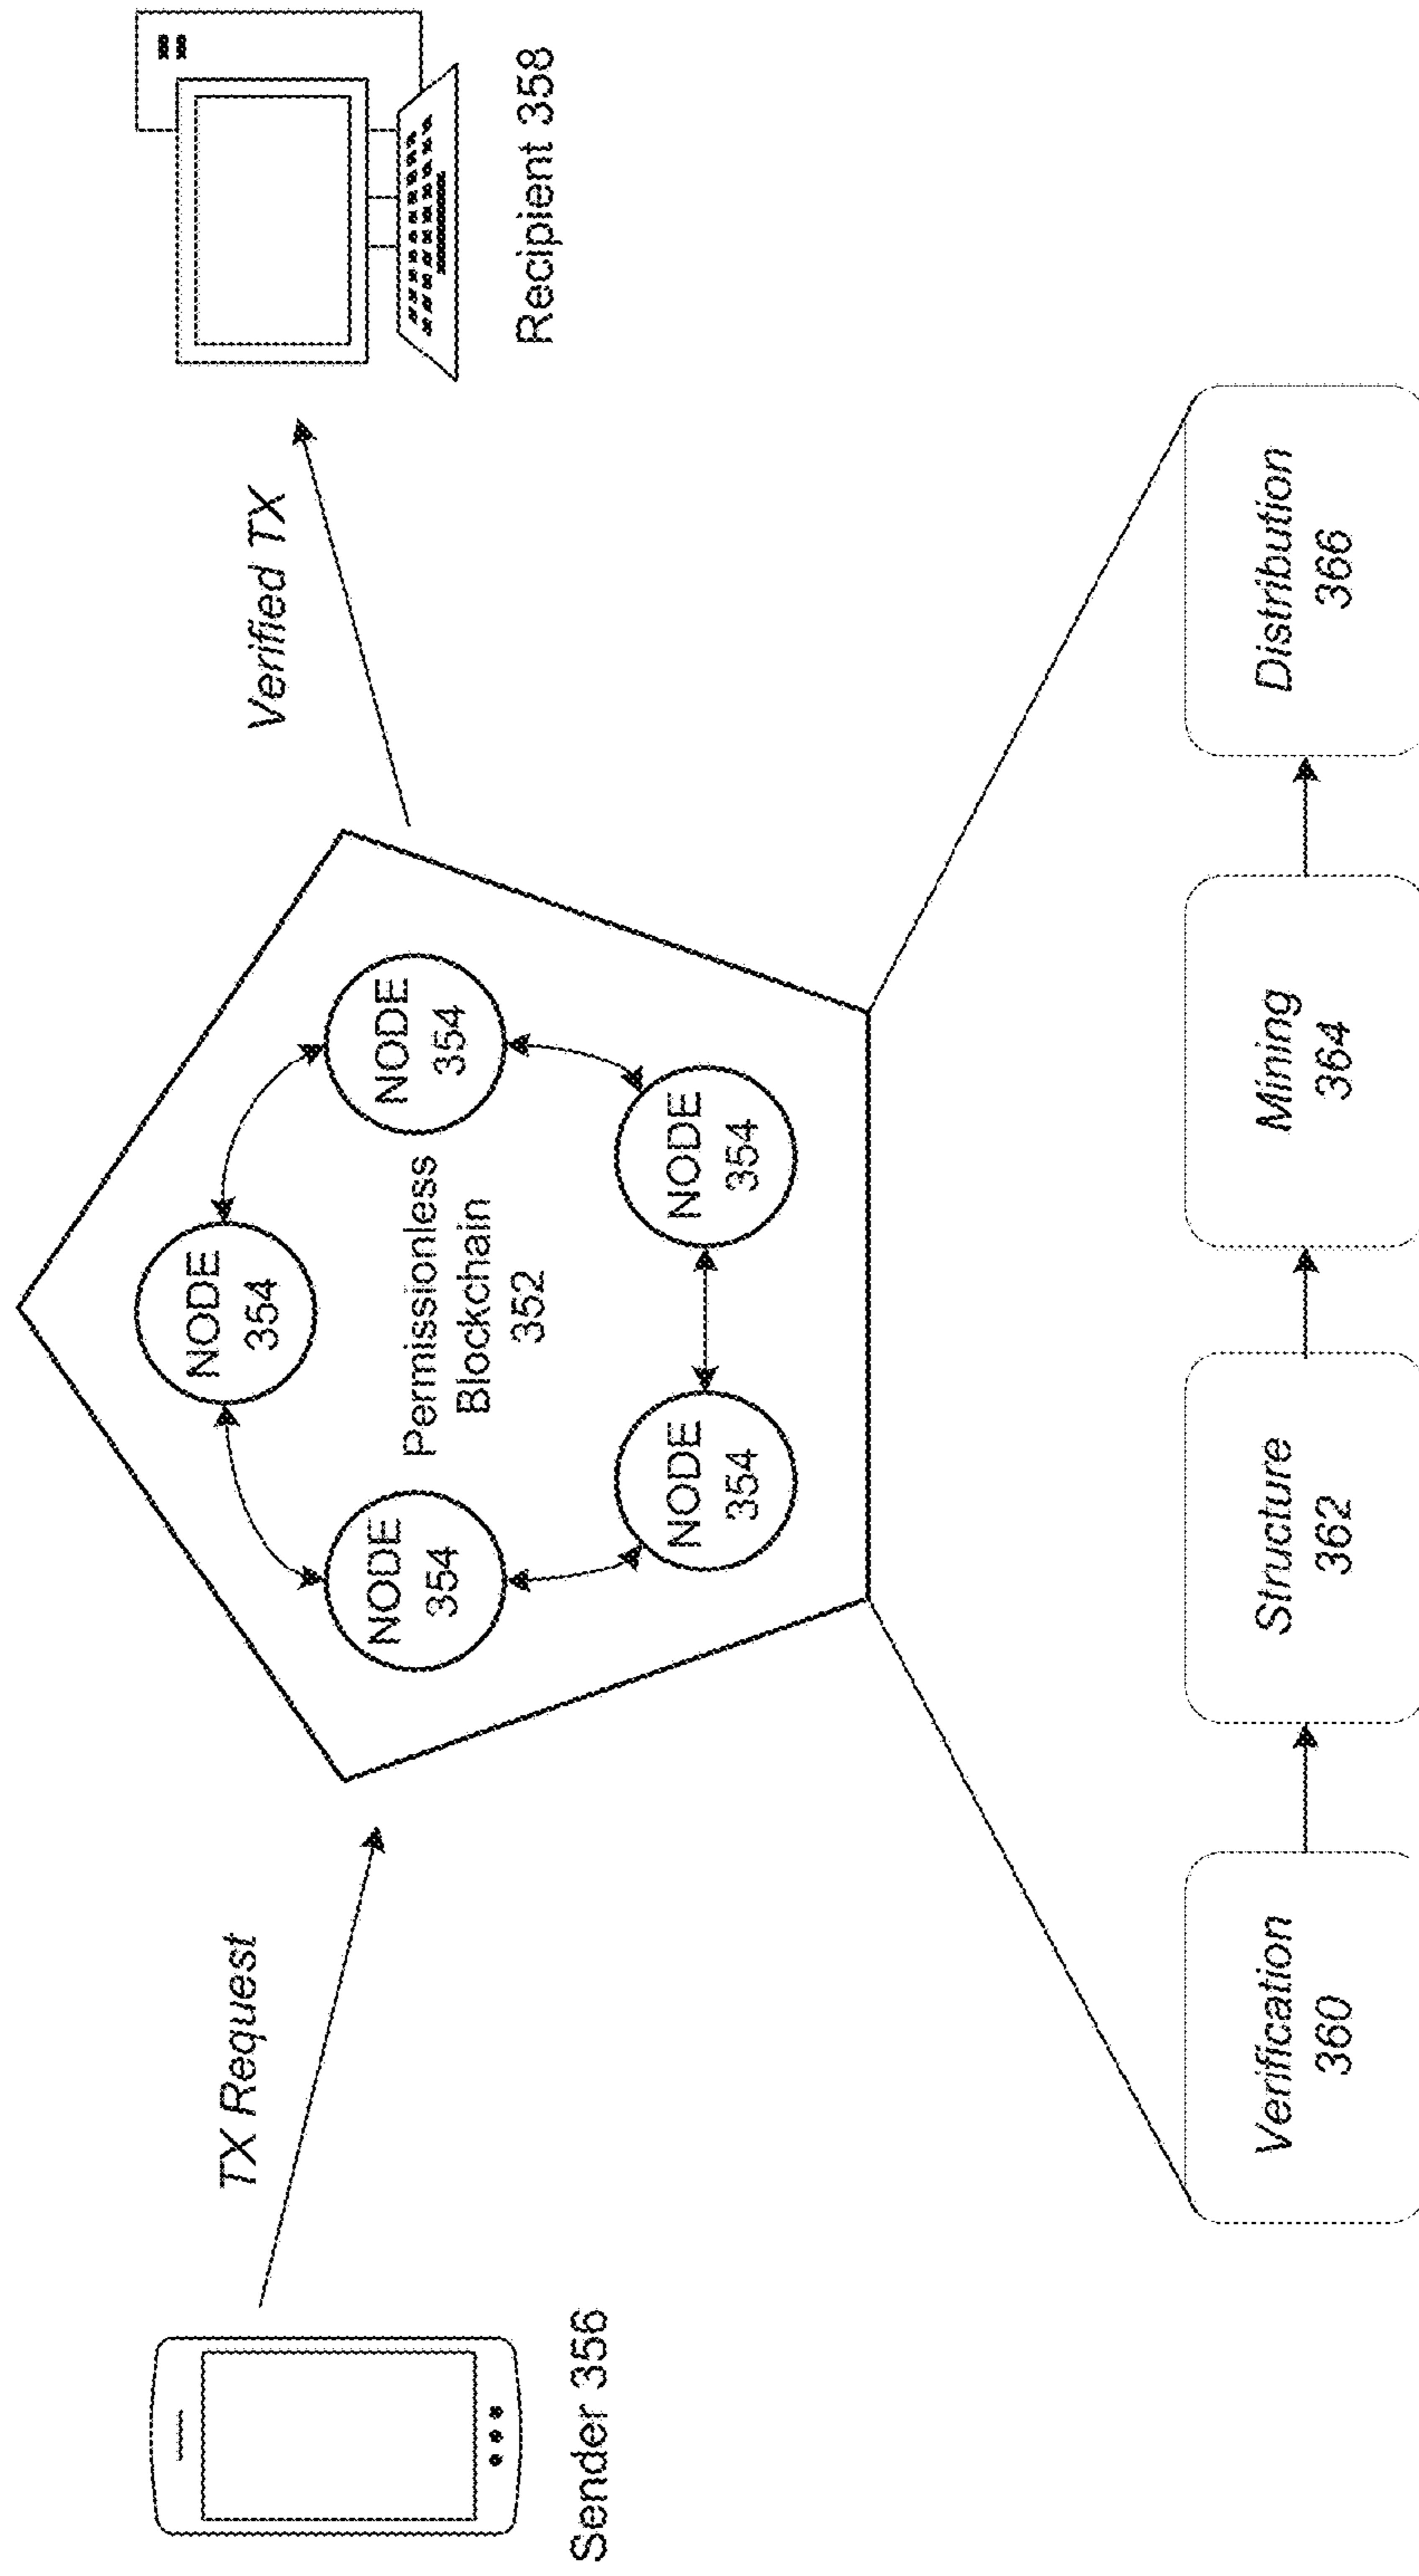 TX Request
Verified TX
Sender 356
Recipient 358
NODE
354
NODE
354
NODE
354
Permissionless
Blockchain
352
NODE
354
NODE
354
Verification
360
Structure
362
Mining
364
Distribution
366